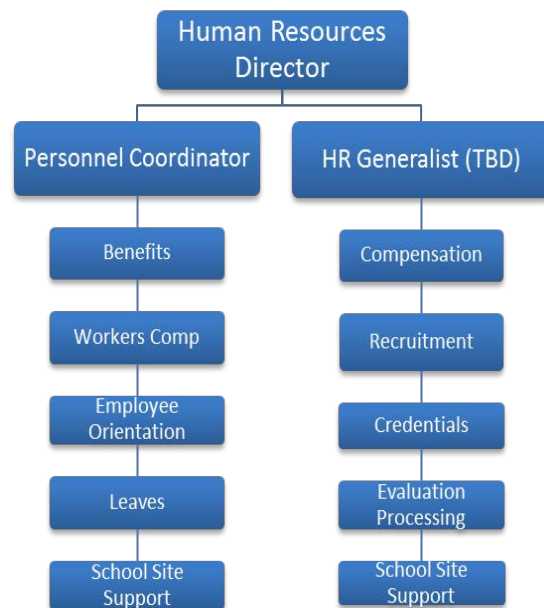 Human Resources
Director
Personnel Coordinator
HR Generalist (TBD)
Benefits
Compensation
Workers Comp
Recruitment
Employee
Orientation
Credentials
Leaves
Evaluation
Processing
School Site
Support
School Site
Support